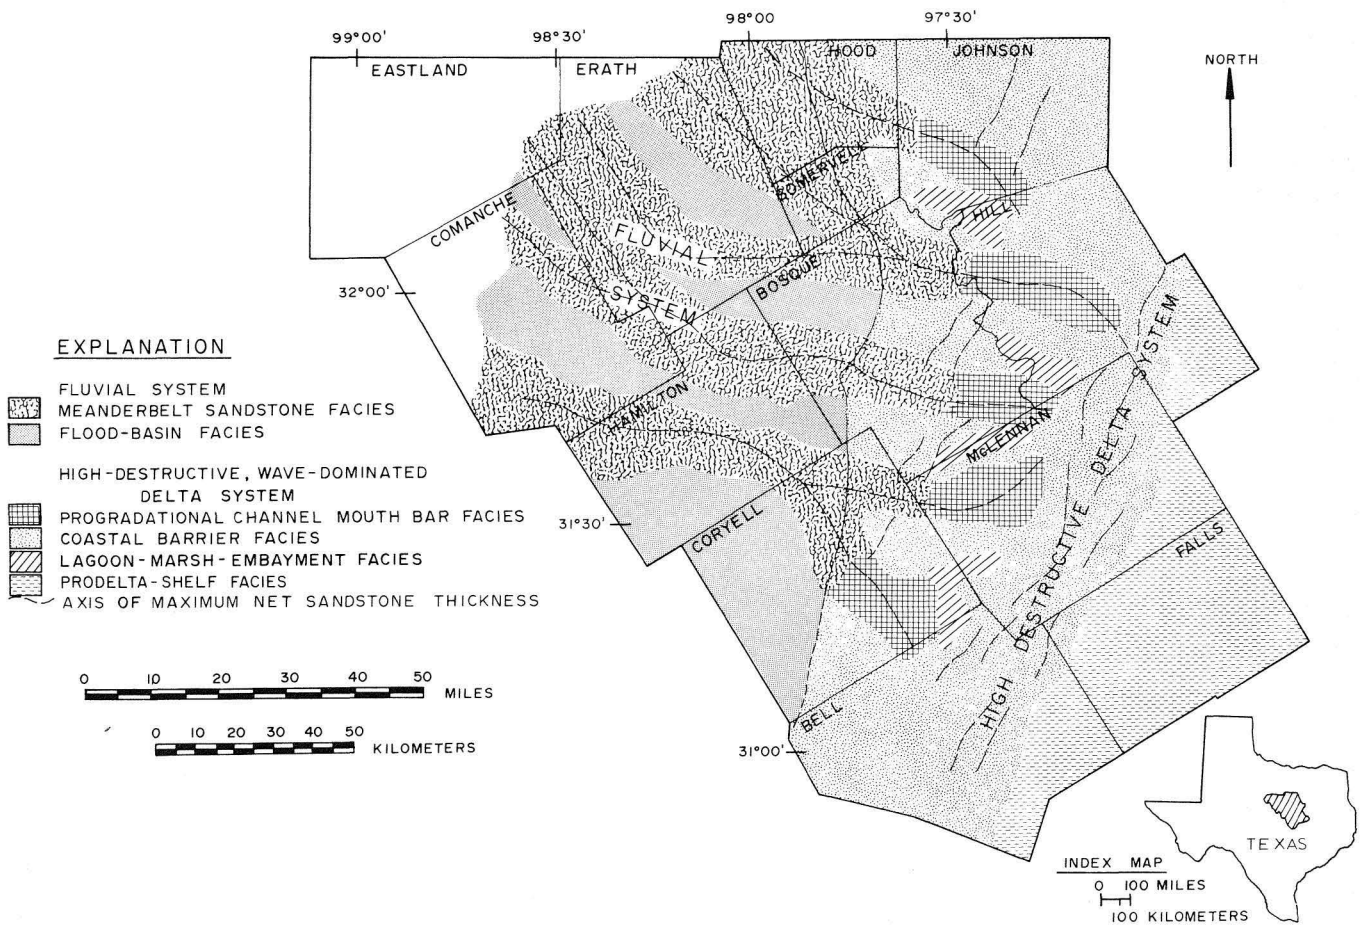 98°00'
97°30'
99°00'
98°30'
HOOD
JOHNSON
EASTLAND
ERATH
NORTH
SOMERVELL
COMANCHE
HILL
FLUVIAL
SYSTEM
BOSQUE
32°00'
EXPLANATION
FLUVIAL SYSTEM
MEANDERBELT SANDSTONE FACIES
FLOOD-BASIN FACIES
HIGH-DESTRUCTIVE, WAVE-DOMINATED
DELTA SYSTEM
PROGRADATIONAL CHANNEL MOUTH BAR FACIES
COASTAL BARRIER FACIES
LAGOON-MARSH-EMBAYMENT FACIES
PRODELTA-SHELF FACIES
AXIS OF MAXIMUM NET SANDSTONE THICKNESS
HAMILTON
McLENNAN
31°30'
CORYELL
FALLS
HIGH DESTRUCTIVE DELTA SYSTEM
BELL
31°00'
0 10 20 30 40 50
MILES
0 10 20 30 40 50
KILOMETERS
TEXAS
INDEX MAP
0 100 MILES
100 KILOMETERS